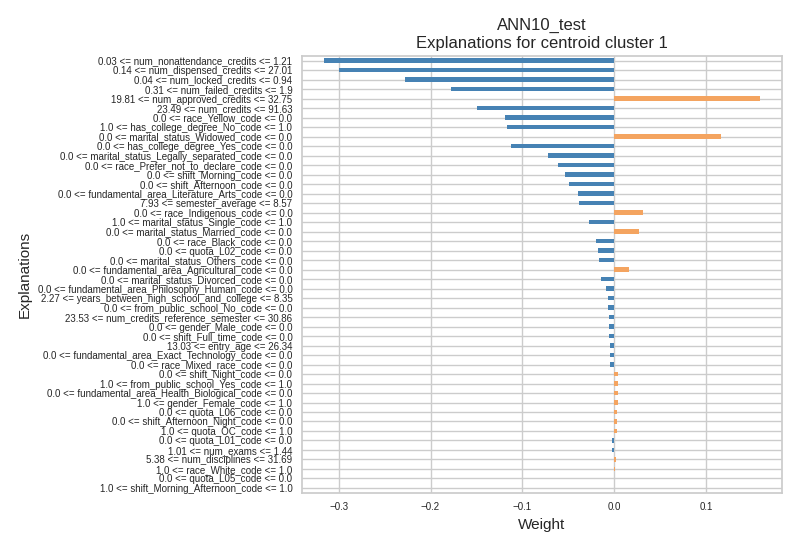 ANN10_test
Explanations for centroid cluster 1
0.03 <= num_nonattendance_credits <= 1.21
0.14 <= num_dispensed_credits <= 27.01
0.04 <= num_locked_credits <= 0.94
0.31 <= num_failed_credits <= 1.9
19.81 <= num_approved_credits <= 32.75
23.49 <= num_credits <= 91.63
0.0 <= race_Yellow_code <= 0.0
1.0 <= has_college_degree_No_code <= 1.0
0.0 <= marital_status_Widowed_code <= 0.0
0.0 <= has_college_degree_Yes_code <= 0.0
0.0 <= marital_status_Legally_separated_code <= 0.0
0.0 <= race_Prefer_not_to_declare_code <= 0.0
0.0 <= shift_Morning_code <= 0.0
0.0 <= shift_Afternoon_code <= 0.0
0.0 <= fundamental_area_Literature_Arts_code <= 0.0
7.93 <= semester_average <= 8.57
0.0 <= race_Indigenous_code <= 0.0
1.0 <= marital_status_Single_code <= 1.0
0.0 <= marital_status_Married_code <= 0.0
0.0 <= race_Black_code <= 0.0
0.0 <= quota_L02_code <= 0.0
0.0 <= marital_status_Others_code <= 0.0
0.0 <= fundamental_area_Agricultural_code <= 0.0
0.0 <= marital_status_Divorced_code <= 0.0
0.0 <= fundamental_area_Philosophy_Human_code <= 0.0
2.27 <= years_between_high_school_and_college <= 8.35
0.0 <= from_public_school_No_code <= 0.0
23.53 <= num_credits_reference_semester <= 30.86
0.0 <= gender_Male_code <= 0.0
0.0 <= shift_Full_time_code <= 0.0
13.03 <= entry_age <= 26.34
0.0 <= fundamental_area_Exact_Technology_code <= 0.0
0.0 <= race_Mixed_race_code <= 0.0
0.0 <= shift_Night_code <= 0.0
1.0 <= from_public_school_Yes_code <= 1.0
0.0 <= fundamental_area_Health_Biological_code <= 0.0
1.0 <= gender_Female_code <= 1.0
0.0 <= quota_L06_code <= 0.0
0.0 <= shift_Afternoon_Night_code <= 0.0
1.0 <= quota_OC_code <= 1.0
0.0 <= quota_L01_code <= 0.0
1.01 <= num_exams <= 1.44
5.38 <= num_disciplines <= 31.69
1.0 <= race_White_code <= 1.0
0.0 <= quota_L05_code <= 0.0
1.0 <= shift_Morning_Afternoon_code <= 1.0
Explanations
−0.3 −0.2 −0.1 0.0 0.1
Weight